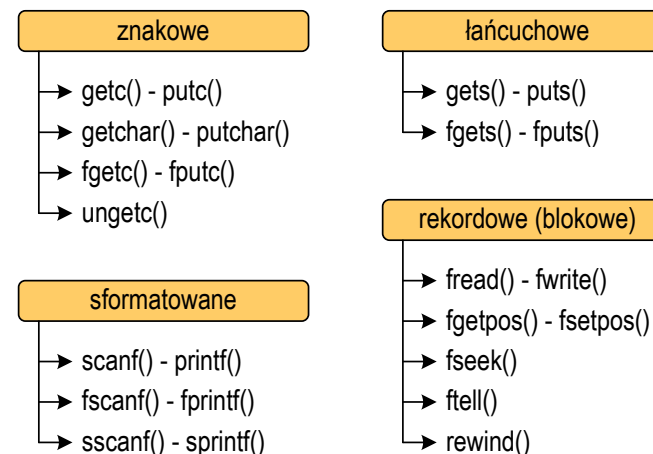 znakowe
getc() - putc()
getchar() - putchar()
fgetc() - fputc()
ungetc()
sformatowane
scanf() - printf()
fscanf() - fprintf()
sscanf() - sprintf()
łańcuchowe
gets() - puts()
fgets() - fputs()
rekordowe (blokowe)
fread() - fwrite()
fgetpos() - fsetpos()
fseek()
ftell()
rewind()